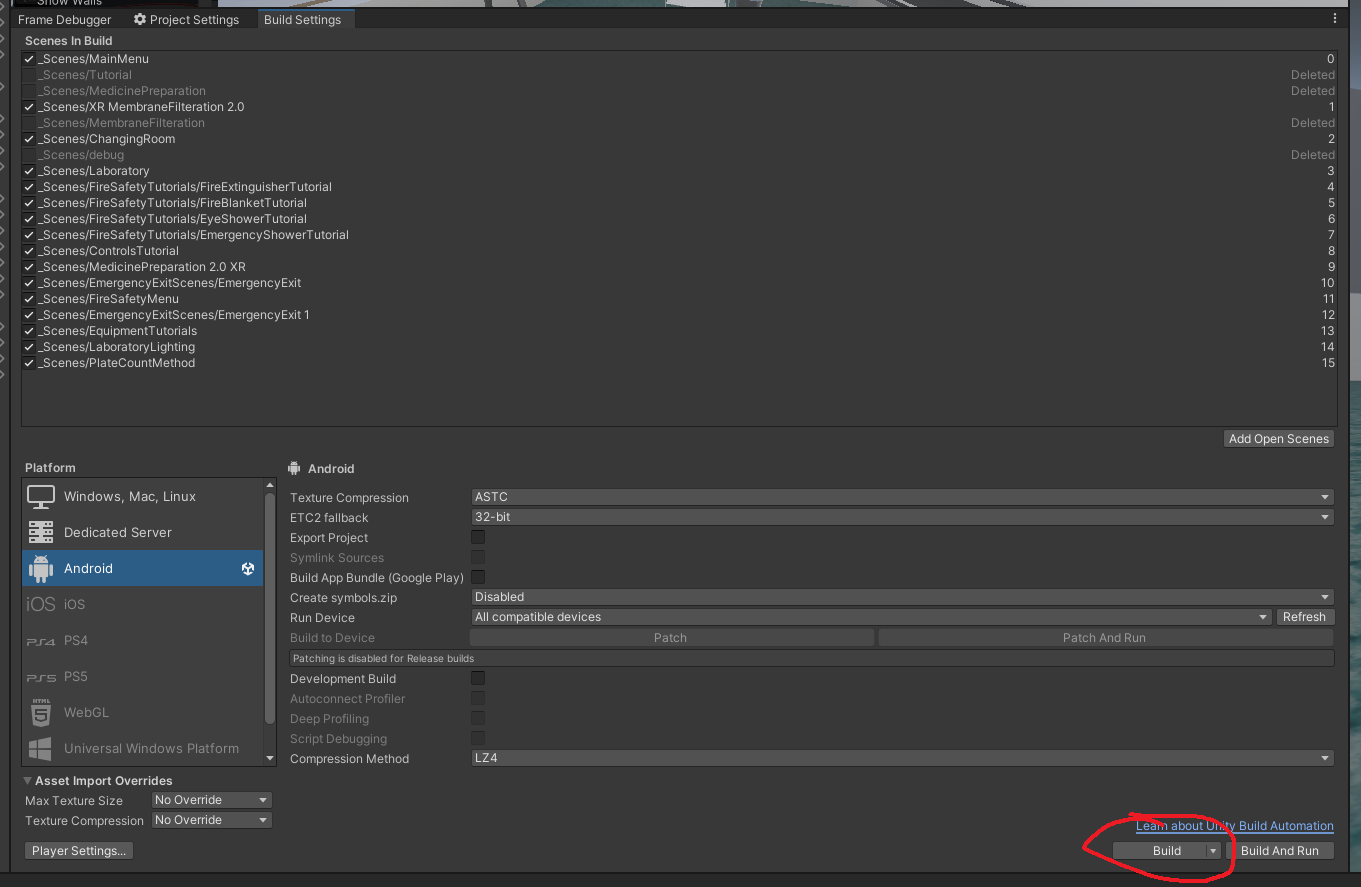 Show Walls
Frame Debugger Project Settings Build Settings
Scenes In Build
_Scenes/MainMenu 0
_Scenes/Tutorial Deleted
_Scenes/MedicinePreparation Deleted
_Scenes/XR MembraneFilteration 2.0 1
_Scenes/MembraneFilteration Deleted
_Scenes/ChangingRoom 2
_Scenes/debug Deleted
_Scenes/Laboratory 3
_Scenes/FireSafetyTutorials/FireExtinguisherTutorial 4
_Scenes/FireSafetyTutorials/FireBlanketTutorial 5
_Scenes/FireSafetyTutorials/EyeShowerTutorial 6
_Scenes/FireSafetyTutorials/EmergencyShowerTutorial 7
_Scenes/ControlsTutorial 8
_Scenes/MedicinePreparation 2.0 XR 9
_Scenes/EmergencyExitScenes/EmergencyExit 10
_Scenes/FireSafetyMenu 11
_Scenes/EmergencyExitScenes/EmergencyExit 1 12
_Scenes/EquipmentTutorials 13
_Scenes/LaboratoryLighting 14
_Scenes/PlateCountMethod 15
Add Open Scenes
Platform
Windows, Mac, Linux
Dedicated Server
Android
iOS iOS
PS4 PS4
PS5 PS5
HTML 5 WebGL
Universal Windows Platform
Android
Texture Compression ASTC
ETC2 fallback 32-bit
Export Project
Symlink Sources
Build App Bundle (Google Play)
Create symbols.zip Disabled
Run Device All compatible devices Refresh
Build to Device Patch Patch And Run
Patching is disabled for Release builds
Development Build
Autoconnect Profiler
Deep Profiling
Script Debugging
Compression Method LZ4
Asset Import Overrides
Max Texture Size No Override
Texture Compression No Override
Learn about Unity Build Automation
Player Settings... Build Build And Run